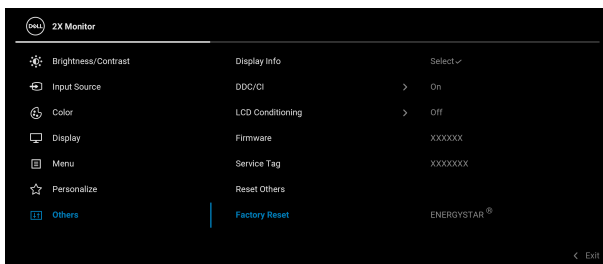 DELL 2X Monitor
Brightness/Contrast Display Info Select
Input Source DDC/CI > On
Color LCD Conditioning > Off
Display Firmware XXXXXX
Menu Service Tag XXXXXXX
Personalize Reset Others
Others Factory Reset ENERGYSTAR ®
< Exit